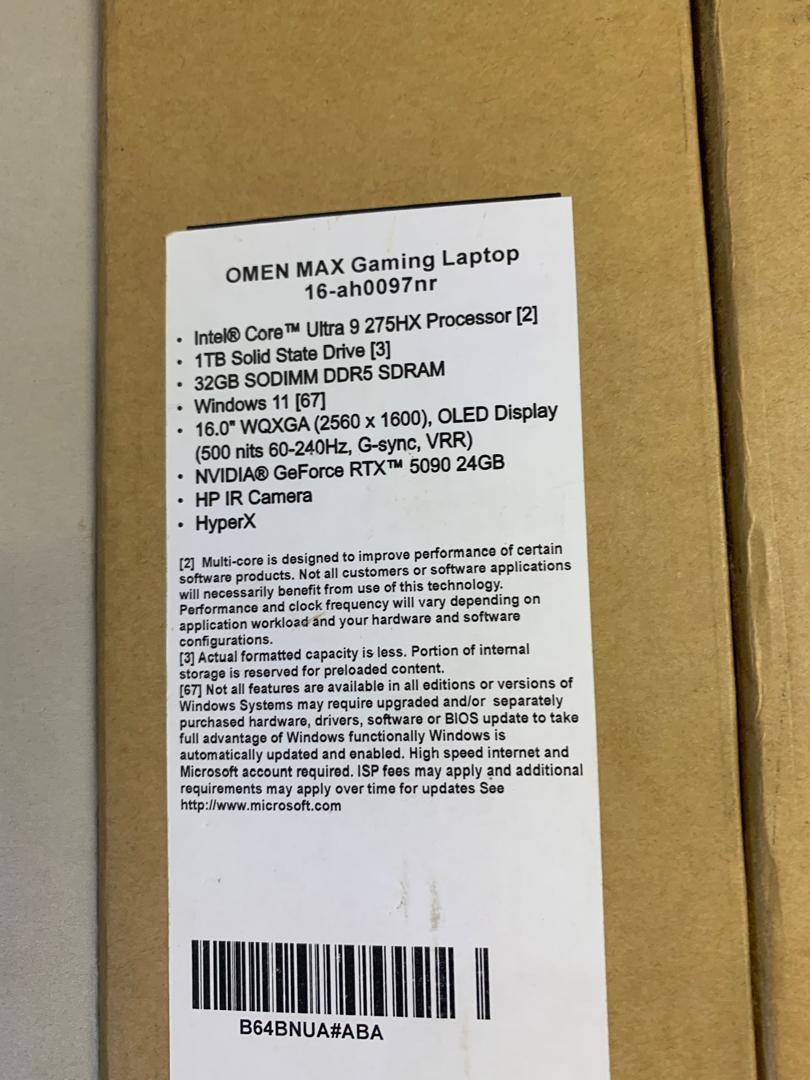 OMEN MAX Gaming Laptop
16-ah0097nr
• Intel® Core™ Ultra 9 275HX Processor [2]
• 1TB Solid State Drive [3]
• 32GB SODIMM DDR5 SDRAM
• Windows 11 [67]
• 16.0" WQXGA (2560 x 1600), OLED Display
(500 nits 60-240Hz, G-sync, VRR)
• NVIDIA® GeForce RTX™ 5090 24GB
• HP IR Camera
• HyperX
[2] Multi-core is designed to improve performance of certain
software products. Not all customers or software applications
will necessarily benefit from use of this technology.
Performance and clock frequency will vary depending on
application workload and your hardware and software
configurations.
[3] Actual formatted capacity is less. Portion of internal
storage is reserved for preloaded content.
[67] Not all features are available in all editions or versions of
Windows Systems may require upgraded and/or separately
purchased hardware, drivers, software or BIOS update to take
full advantage of Windows functionally Windows is
automatically updated and enabled. High speed internet and
Microsoft account required. ISP fees may apply and additional
requirements may apply over time for updates See
http://www.microsoft.com
B64BNUA#ABA